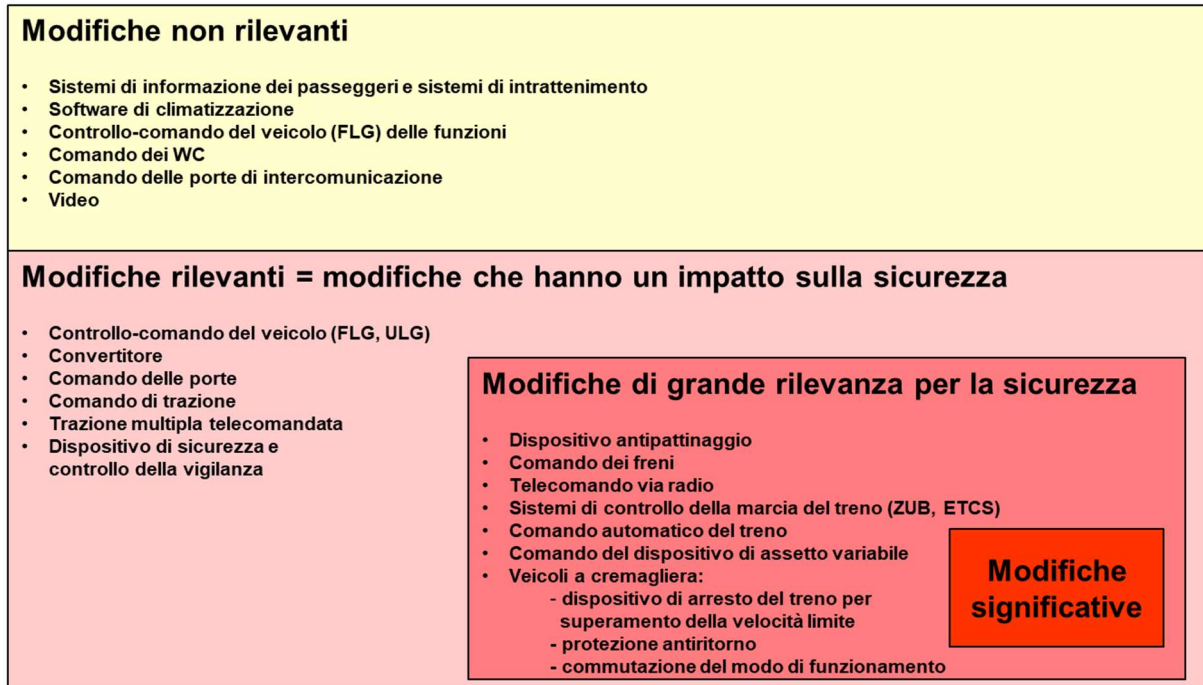 Modifiche non rilevanti
• Sistemi di informazione dei passeggeri e sistemi di intrattenimento
• Software di climatizzazione
• Controllo-comando del veicolo (FLG) delle funzioni
• Comando dei WC
• Comando delle porte di intercomunicazione
• Video
Modifiche rilevanti = modifiche che hanno un impatto sulla sicurezza
• Controllo-comando del veicolo (FLG, ULG)
• Convertitore
• Comando delle porte
• Comando di trazione
• Trazione multipla telecomandata
• Dispositivo di sicurezza e
controllo della vigilanza
Modifiche di grande rilevanza per la sicurezza
• Dispositivo antipattinaggio
• Comando dei freni
• Telecomando via radio
• Sistemi di controllo della marcia del treno (ZUB, ETCS)
• Comando automatico del treno
• Comando del dispositivo di assetto variabile
• Veicoli a cremagliera:
- dispositivo di arresto del treno per
superamento della velocità limite
- protezione antiritorno
- commutazione del modo di funzionamento
Modifiche
significative